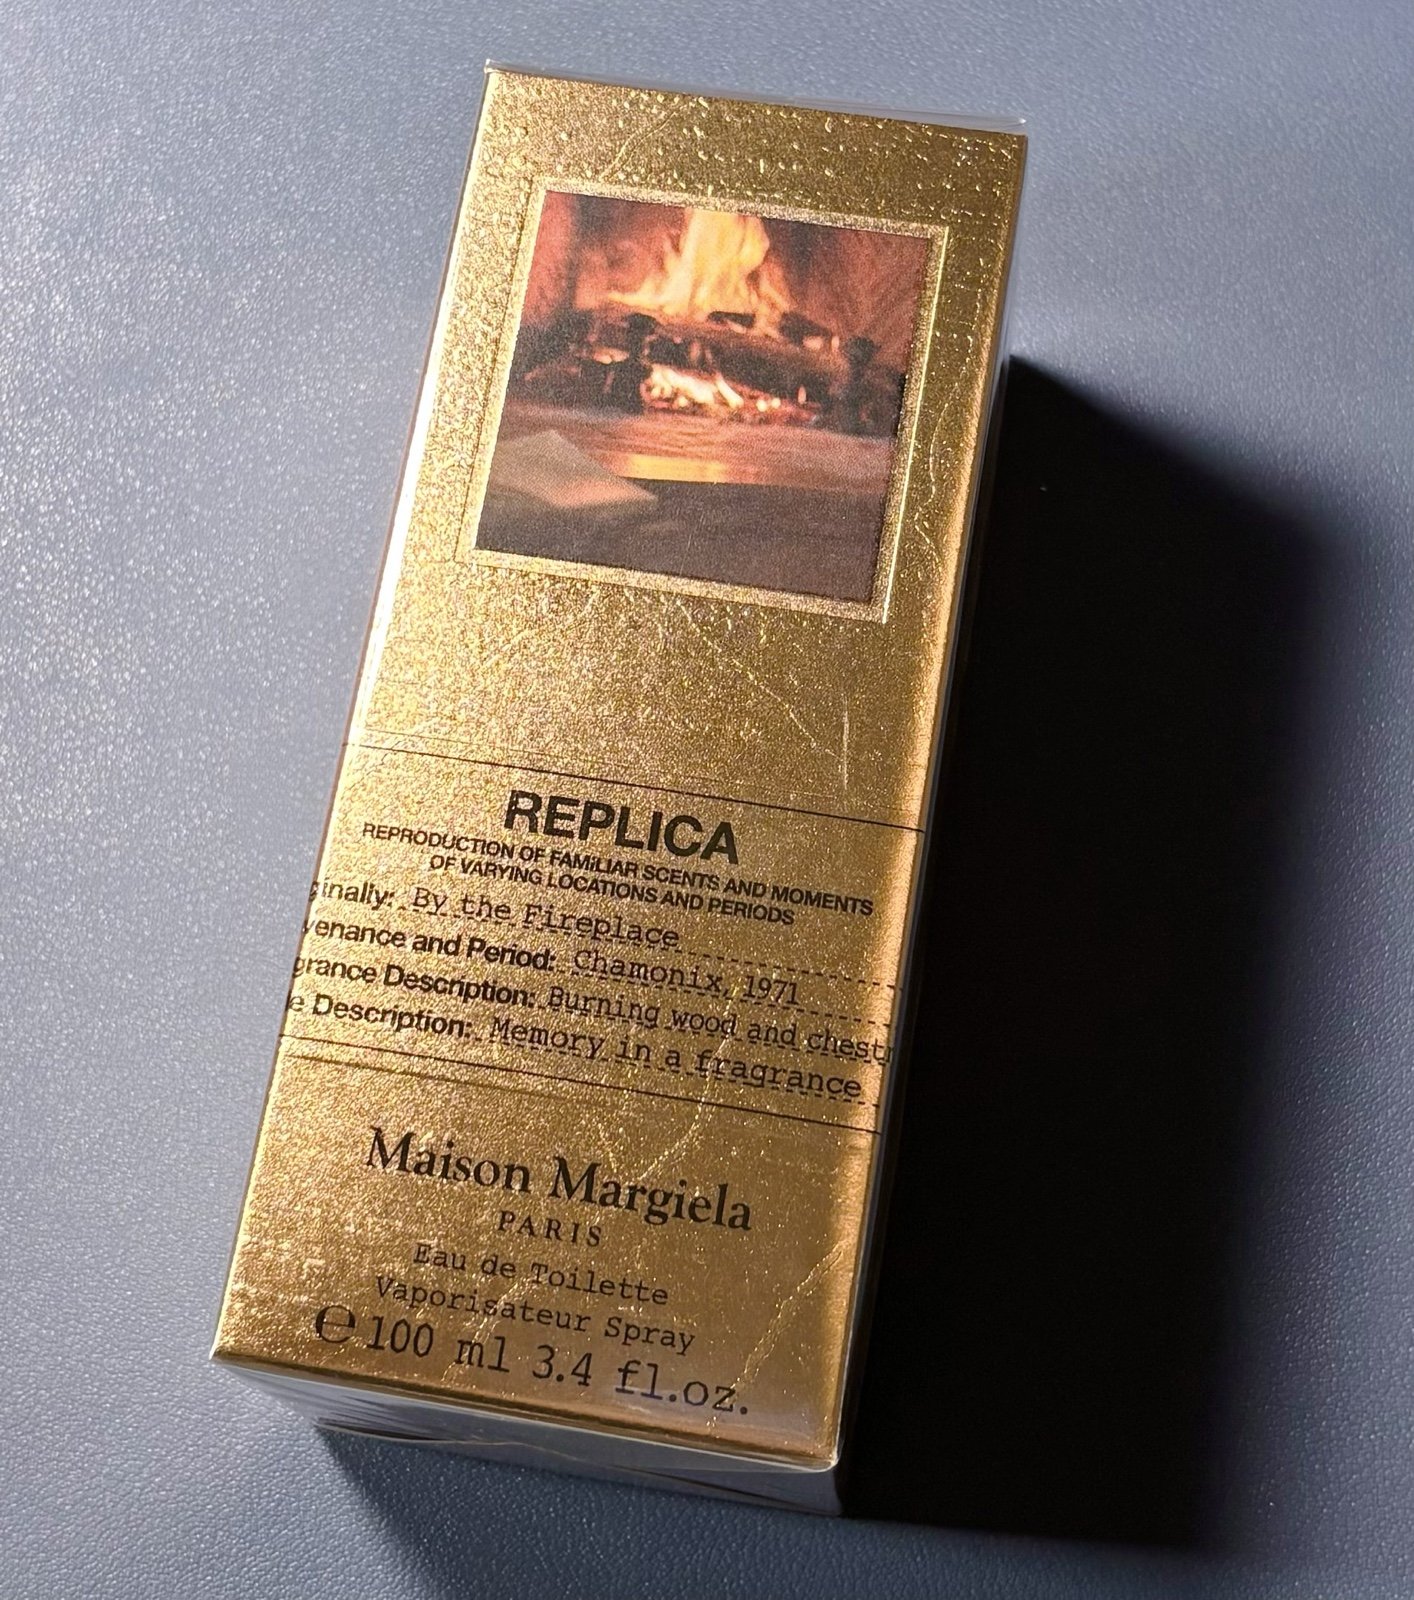 REPLICA
REPRODUCTION OF FAMILIAR SCENTS AND MOMENTS
OF VARYING LOCATIONS AND PERIODS
ginally: By the Fireplace
venance and Period: Chamonix, 1971
grance Description: Burning wood and chestn
e Description: Memory in a fragrance
Maison Margiela
PARIS
Eau de Toilette
Vaporisateur Spray
℮ 100 ml 3.4 fl.oz.